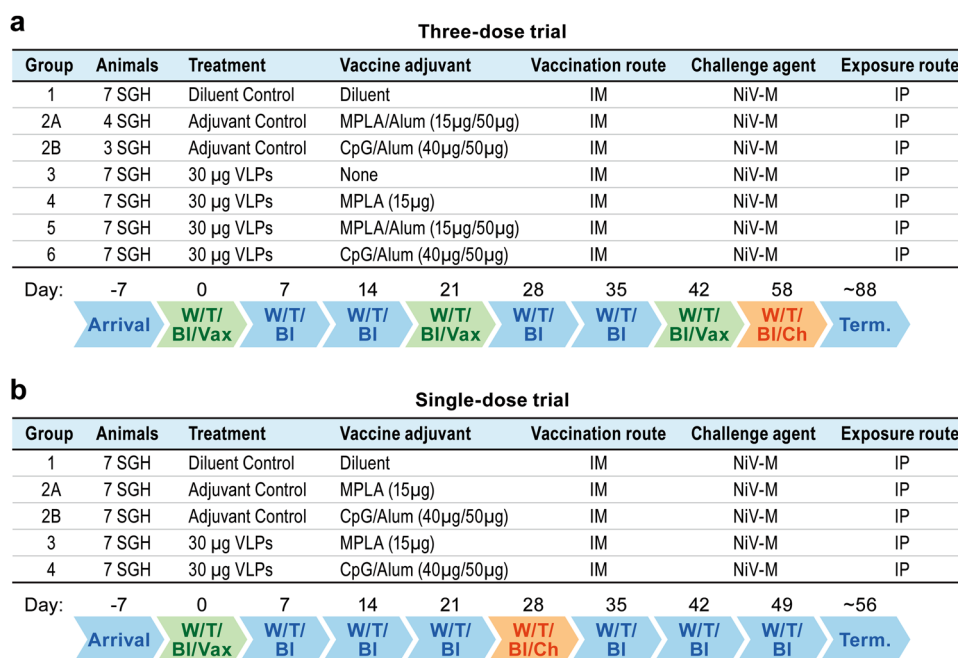 a
Three-dose trial
Group Animals Treatment Vaccine adjuvant Vaccination route Challenge agent Exposure route
1 7 SGH Diluent Control Diluent IM NiV-M IP
2A 4 SGH Adjuvant Control MPLA/Alum (15µg/50µg) IM NiV-M IP
2B 3 SGH Adjuvant Control CpG/Alum (40µg/50µg) IM NiV-M IP
3 7 SGH 30 µg VLPs None IM NiV-M IP
4 7 SGH 30 µg VLPs MPLA (15µg) IM NiV-M IP
5 7 SGH 30 µg VLPs MPLA/Alum (15µg/50µg) IM NiV-M IP
6 7 SGH 30 µg VLPs CpG/Alum (40µg/50µg) IM NiV-M IP
Day: -7 0 7 14 21 28 35 42 58 ~88
Arrival W/T/ Bl/Vax W/T/ Bl W/T/ Bl W/T/ Bl/Vax W/T/ Bl W/T/ Bl W/T/ Bl/Vax W/T/ Bl/Ch Term.
b
Single-dose trial
Group Animals Treatment Vaccine adjuvant Vaccination route Challenge agent Exposure route
1 7 SGH Diluent Control Diluent IM NiV-M IP
2A 7 SGH Adjuvant Control MPLA (15µg) IM NiV-M IP
2B 7 SGH Adjuvant Control CpG/Alum (40µg/50µg) IM NiV-M IP
3 7 SGH 30 µg VLPs MPLA (15µg) IM NiV-M IP
4 7 SGH 30 µg VLPs CpG/Alum (40µg/50µg) IM NiV-M IP
Day: -7 0 7 14 21 28 35 42 49 ~56
Arrival W/T/ Bl/Vax W/T/ Bl W/T/ Bl W/T/ Bl W/T/ Bl/Ch W/T/ Bl W/T/ Bl W/T/ Bl Term.